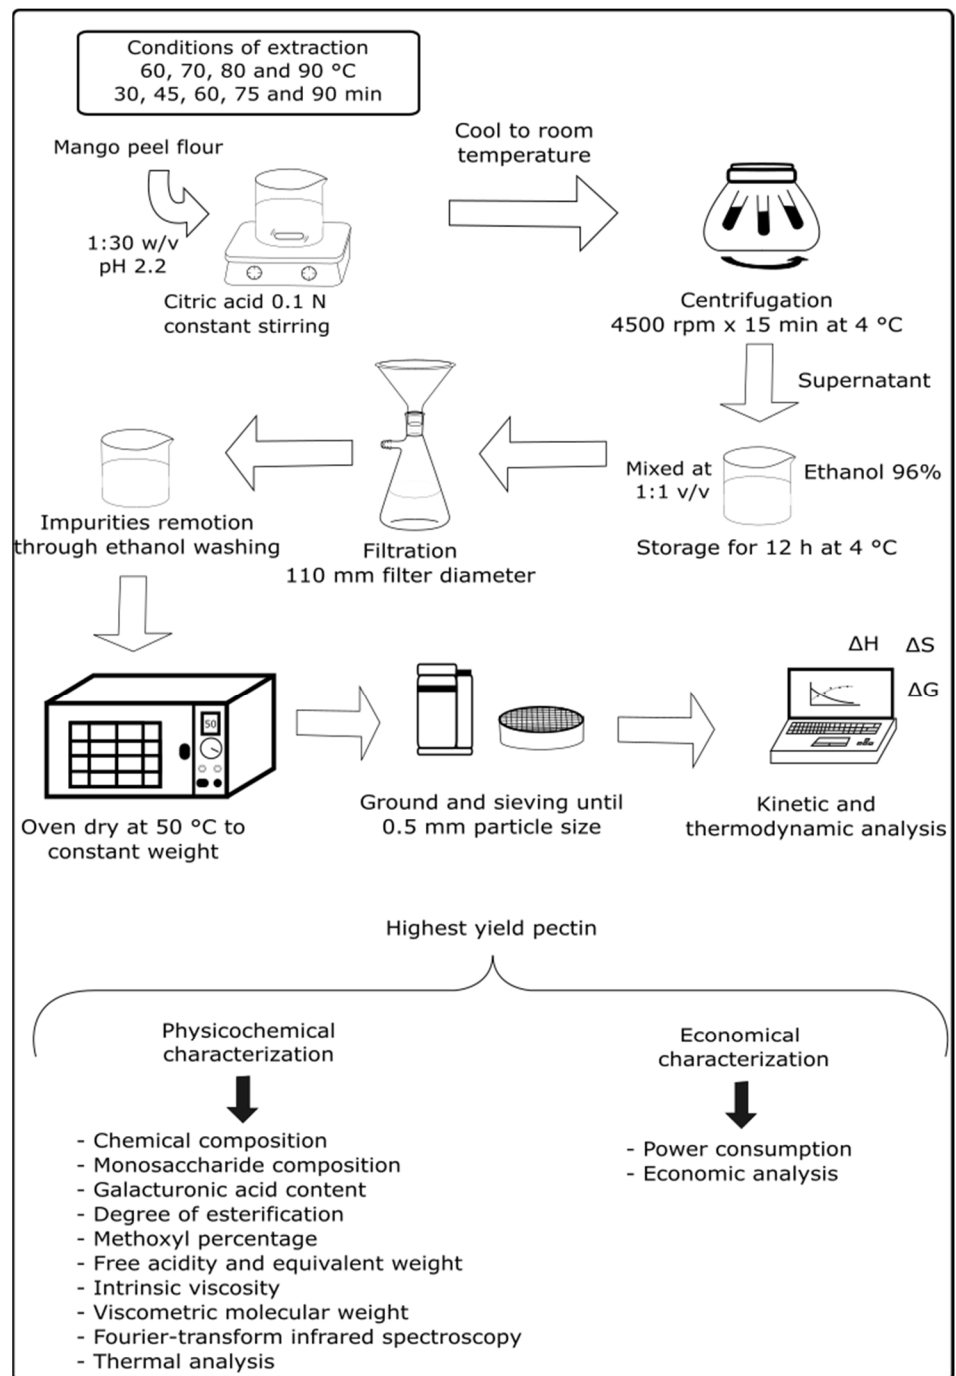 Conditions of extraction
60, 70, 80 and 90 °C
30, 45, 60, 75 and 90 min
Mango peel flour
1:30 w/v
pH 2.2
Citric acid 0.1 N
constant stirring
Cool to room
temperature
Centrifugation
4500 rpm x 15 min at 4 °C
Supernatant
Mixed at
1:1 v/v
Ethanol 96%
Storage for 12 h at 4 °C
Filtration
110 mm filter diameter
Impurities remotion
through ethanol washing
50
Oven dry at 50 °C to
constant weight
Ground and sieving until
0.5 mm particle size
ΔH ΔS
ΔG
Kinetic and
thermodynamic analysis
Highest yield pectin
Physicochemical
characterization
- Chemical composition
- Monosaccharide composition
- Galacturonic acid content
- Degree of esterification
- Methoxyl percentage
- Free acidity and equivalent weight
- Intrinsic viscosity
- Viscometric molecular weight
- Fourier-transform infrared spectroscopy
- Thermal analysis
Economical
characterization
- Power consumption
- Economic analysis